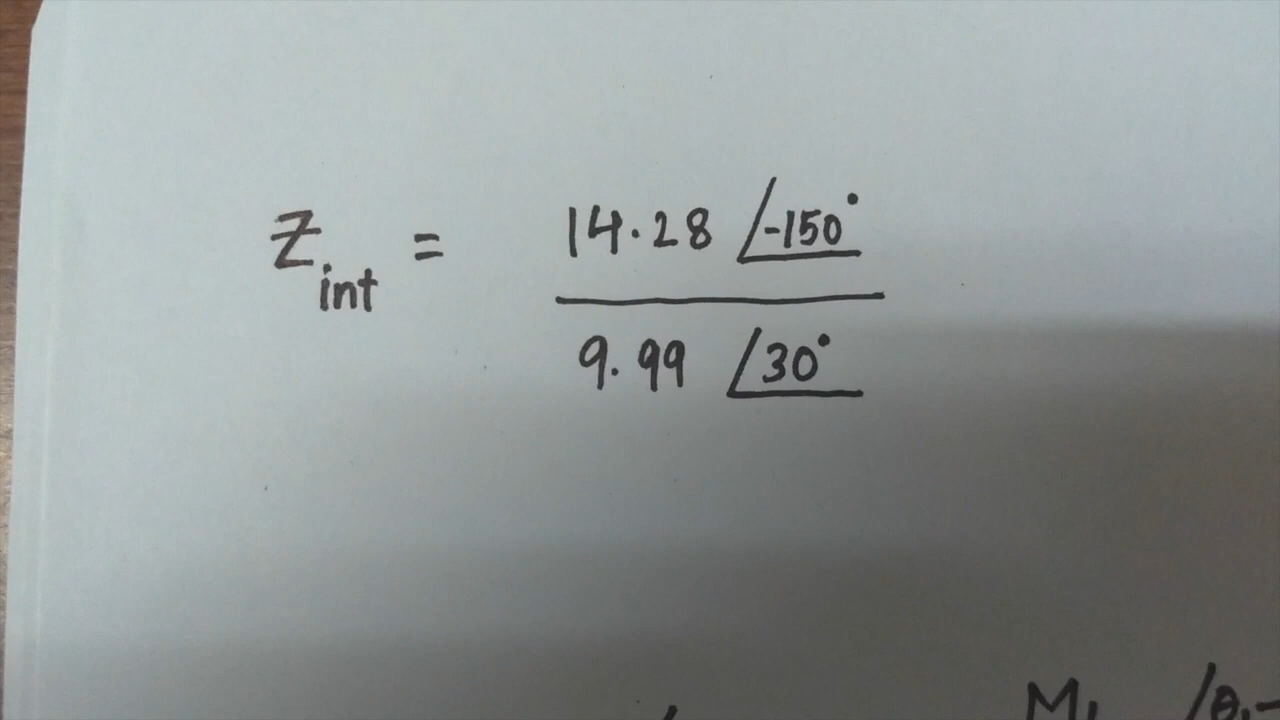 Z_int = 14.28 ∠-150°
9.99 ∠30°